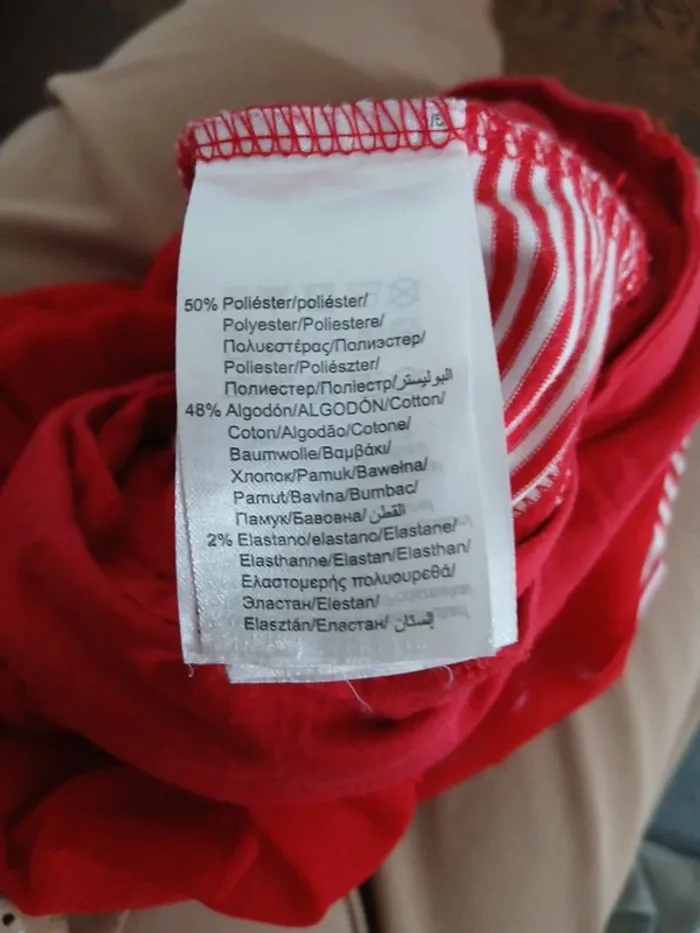 50% Poliéster/poliéster/
Polyester/Poliestere/
Πολυεστέρας/Полиэстер/
Poliester/Poliészter/
Полиестер/Поліестр/البوليستر
48% Algodón/ALGODÓN/Cotton/
Coton/Algodão/Cotone/
Baumwolle/Βαμβάκι/
Хлопок/Pamuk/Bawełna/
Pamut/Bavlna/Bumbac/
Памук/Бавовна/القطن
2% Elastano/elastano/Elastane/
Elasthanne/Elastan/Elasthan/
Ελαστομερής πολυουρεθά/
Эластан/Elestan/
Elasztán/Еластан/إلستان